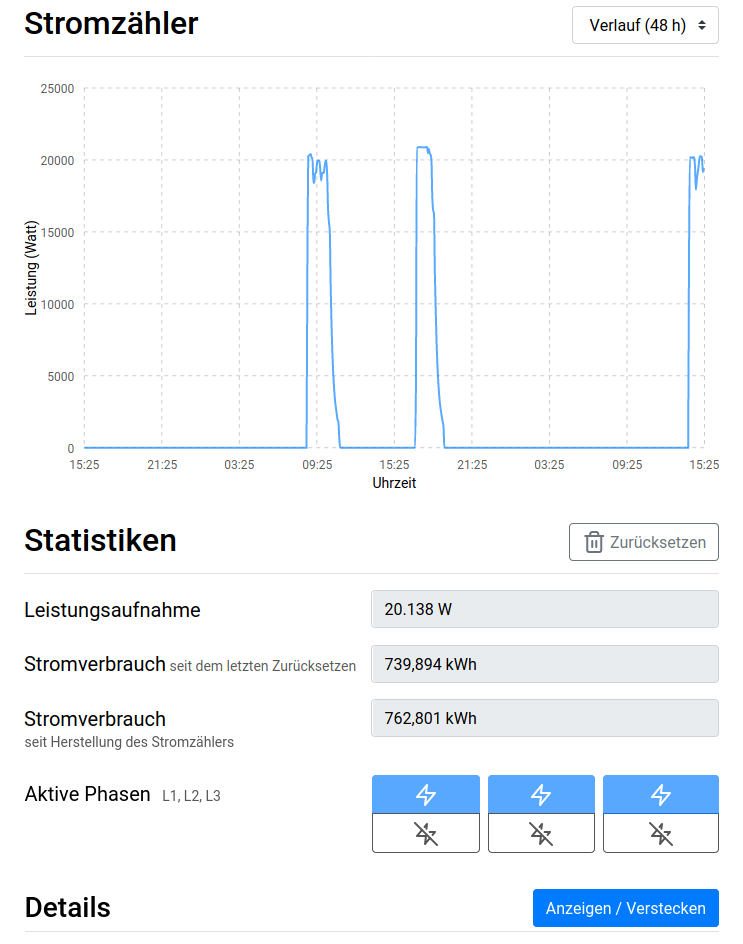 Stromzähler
Verlauf (48 h)
25000
20000
15000
10000
5000
0
Leistung (Watt)
15:25 21:25 03:25 09:25 15:25 21:25 03:25 09:25 15:25
Uhrzeit
Statistiken
Zurücksetzen
Leistungsaufnahme 20.138 W
Stromverbrauch seit dem letzten Zurücksetzen 739,894 kWh
Stromverbrauch 762,801 kWh
seit Herstellung des Stromzählers
Aktive Phasen L1, L2, L3
Details
Anzeigen / Verstecken